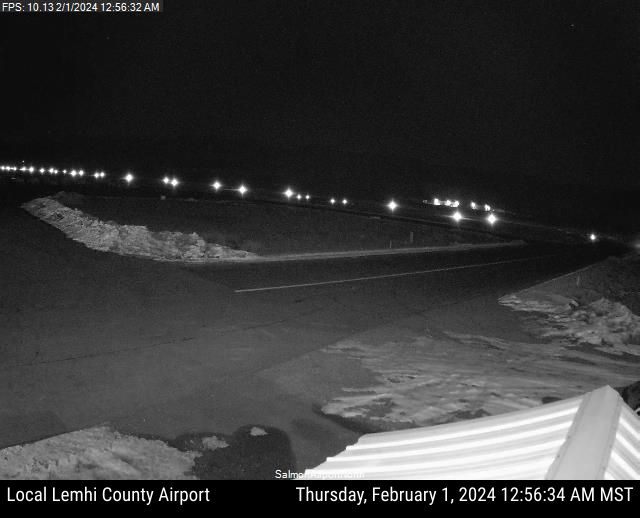 FPS: 10.13 2/1/2024 12:56:32 AM
Local Lemhi County Airport
Thursday, February 1, 2024 12:56:34 AM MST